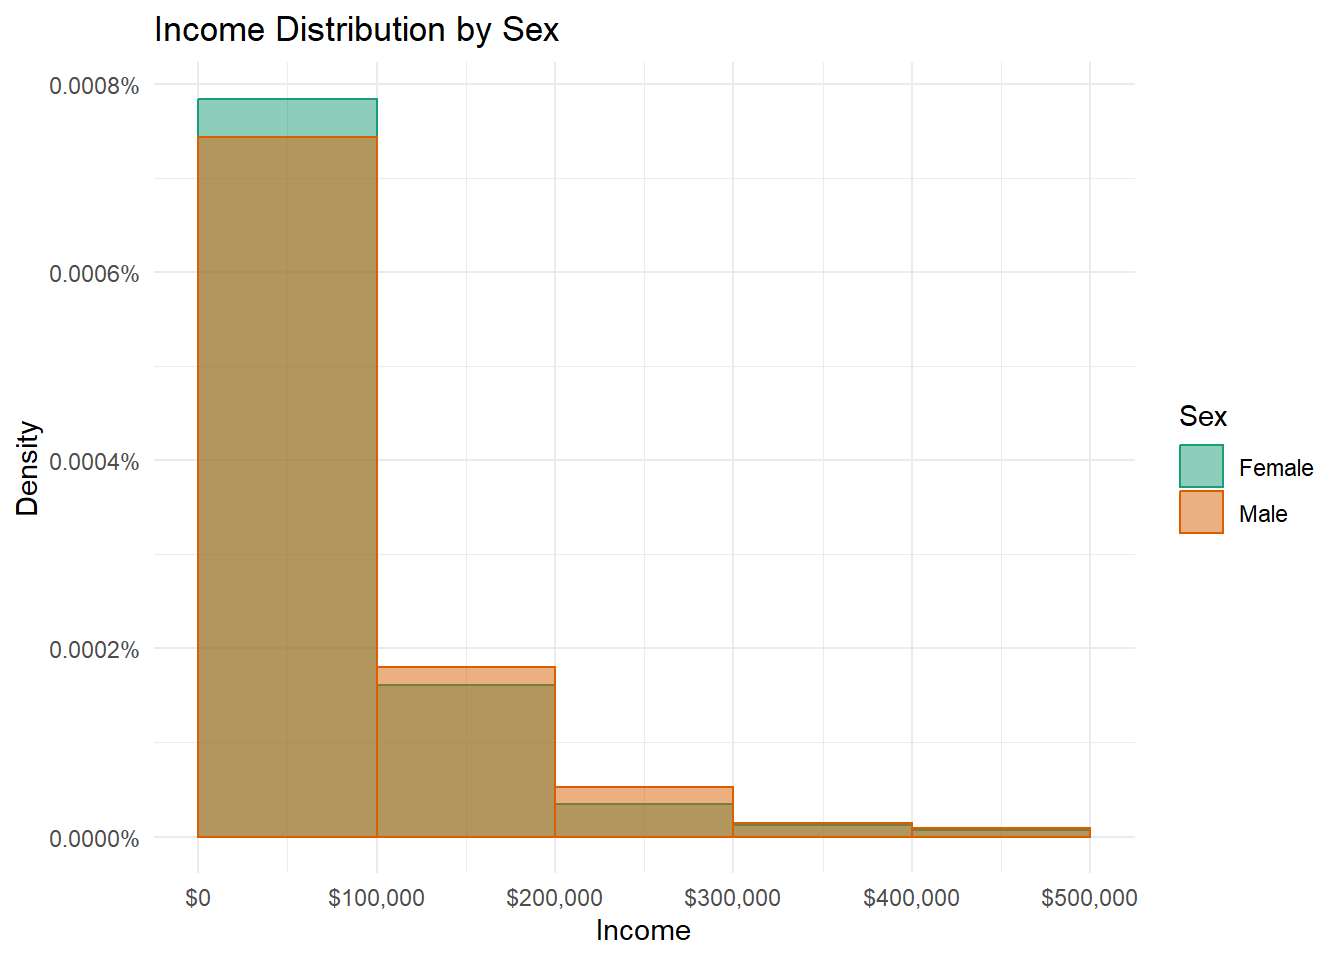 Income Distribution by Sex
0.0008%
0.0006%
0.0004%
0.0002%
0.0000%
Density
$0
$100,000
$200,000
$300,000
$400,000
$500,000
Income
Sex
Female
Male